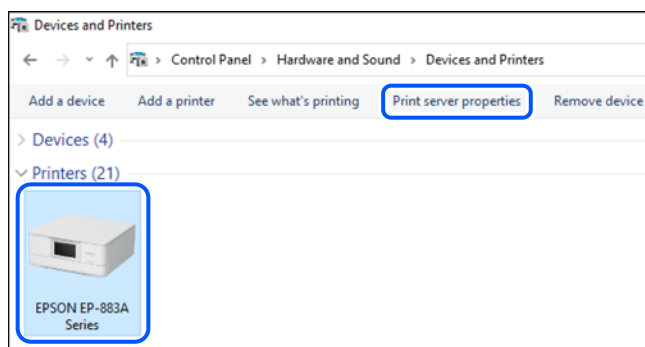 Devices and Printers
Control Panel > Hardware and Sound > Devices and Printers
Add a device Add a printer See what's printing Print server properties Remove device
Devices (4)
Printers (21)
EPSON EP-883A
Series